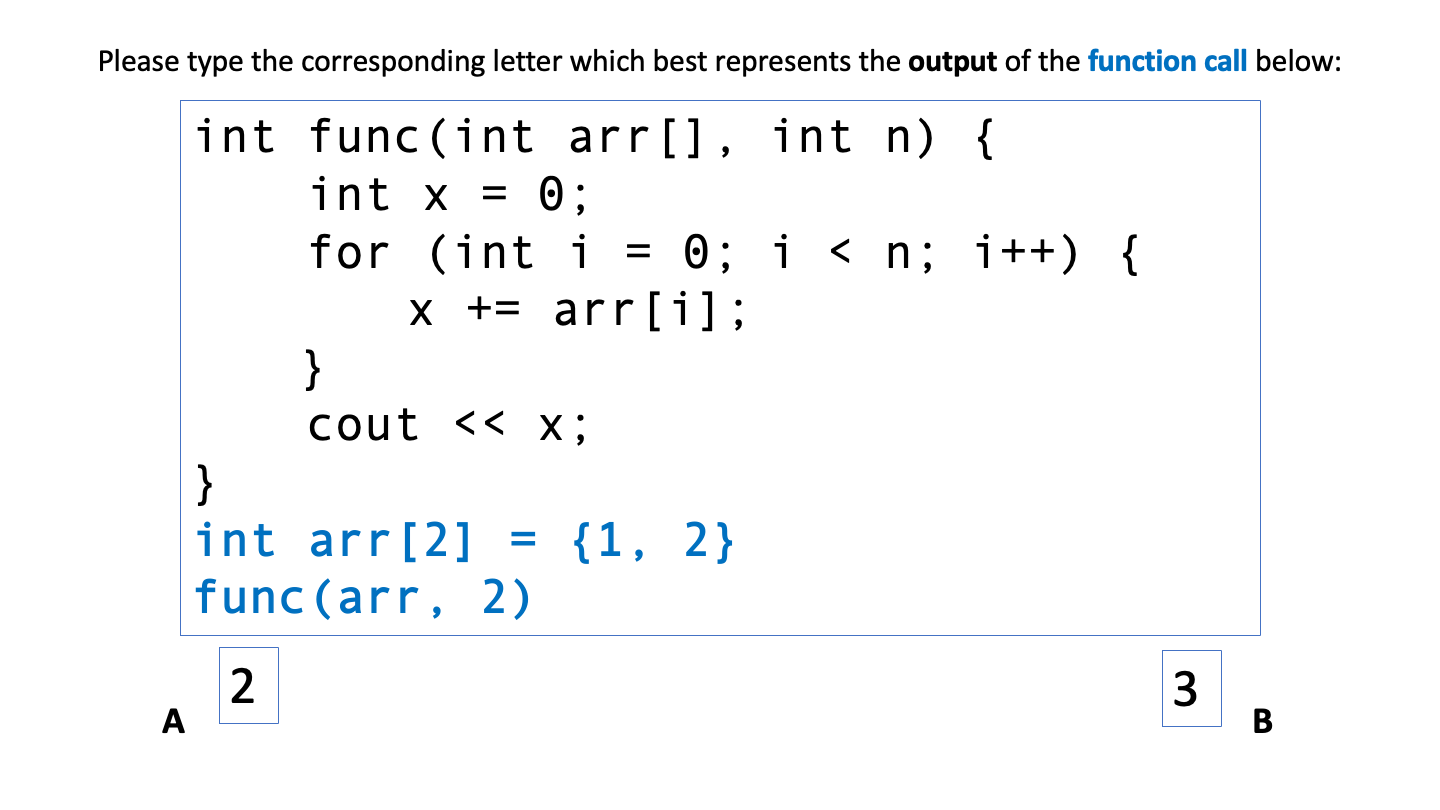 Please type the corresponding letter which best represents the output of the function call below:
int func(int arr[], int n) {
    int x = 0;
    for (int i = 0; i < n; i++) {
        x += arr[i];
    }
    cout << x;
}
int arr[2] = {1, 2}
func(arr, 2)
2 3
A B